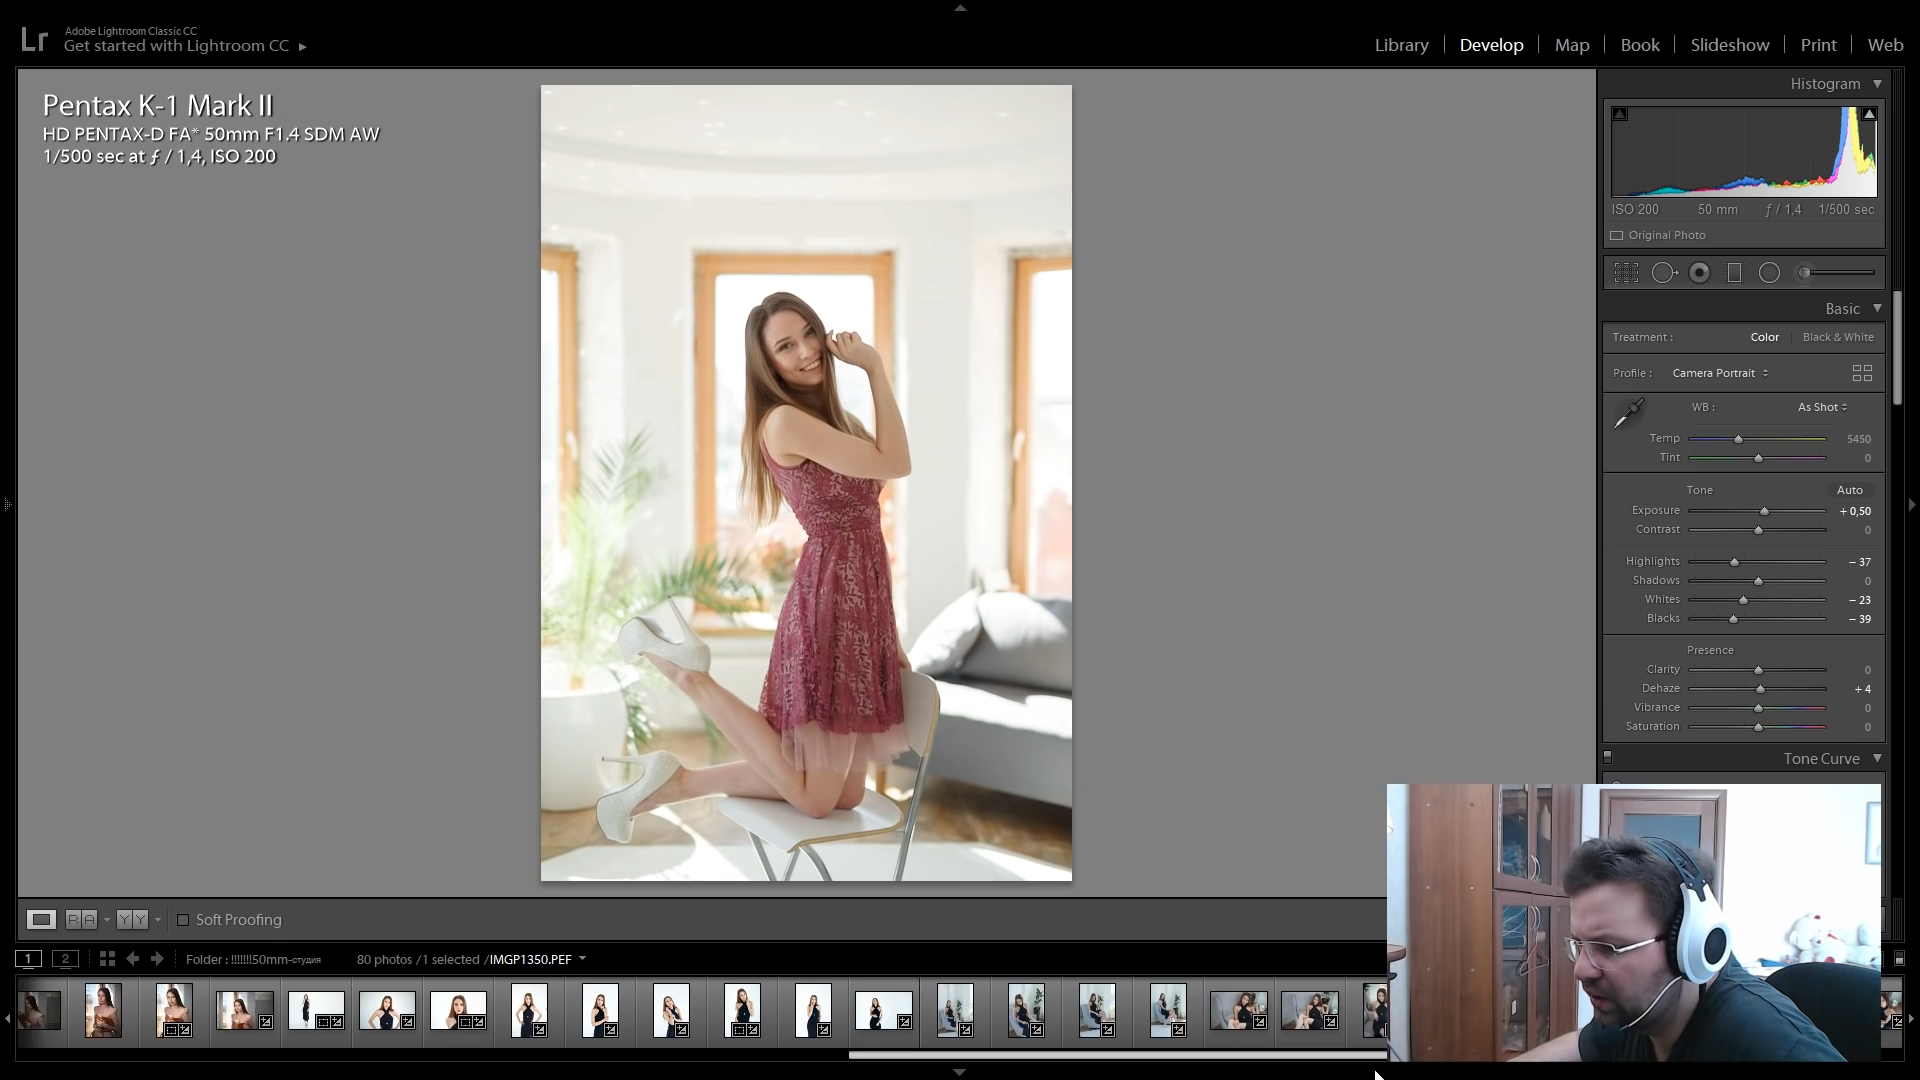 Lr
Adobe Lightroom Classic CC
Get started with Lightroom CC ▶
Library | Develop | Map | Book | Slideshow | Print | Web
Pentax K-1 Mark II
HD PENTAX-D FA* 50mm F1.4 SDM AW
1/500 sec at ƒ / 1,4, ISO 200
Histogram
ISO 200 50 mm ƒ / 1,4 1/500 sec
Original Photo
Basic
Treatment : Color | Black & White
Profile : Camera Portrait
WB : As Shot
Temp 5450
Tint 0
Tone Auto
Exposure + 0,50
Contrast 0
Highlights – 37
Shadows 0
Whites – 23
Blacks – 39
Presence
Clarity 0
Dehaze + 4
Vibrance 0
Saturation 0
Tone Curve
R A Y Y Soft Proofing
1 2 Folder : !!!!!!!50mm-студия 80 photos / 1 selected / IMGP1350.PEF